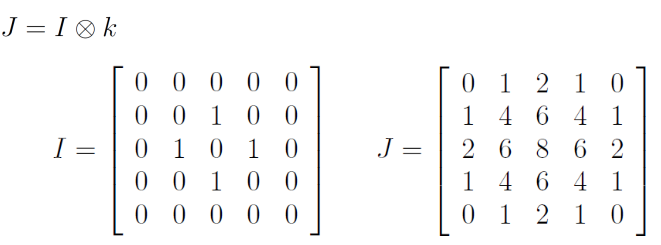 J = I ⊗ k
I = [ 0 0 0 0 0 J = [ 0 1 2 1 0
0 0 1 0 0 1 4 6 4 1
0 1 0 1 0 2 6 8 6 2
0 0 1 0 0 1 4 6 4 1
0 0 0 0 0 ] 0 1 2 1 0 ]